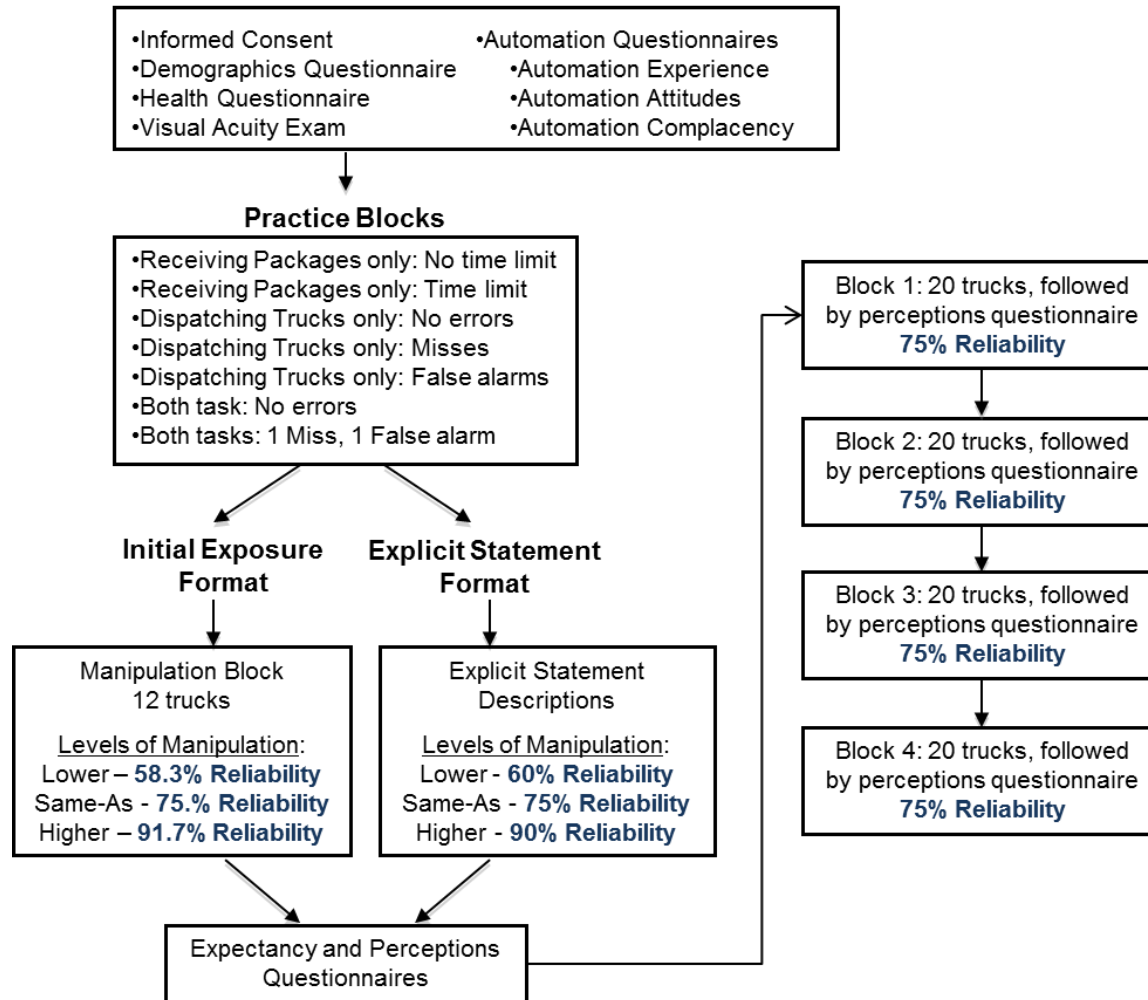 •Informed Consent
•Demographics Questionnaire
•Health Questionnaire
•Visual Acuity Exam
•Automation Questionnaires
•Automation Experience
•Automation Attitudes
•Automation Complacency
Practice Blocks
•Receiving Packages only: No time limit
•Receiving Packages only: Time limit
•Dispatching Trucks only: No errors
•Dispatching Trucks only: Misses
•Dispatching Trucks only: False alarms
•Both task: No errors
•Both tasks: 1 Miss, 1 False alarm
Initial Exposure
Format
Manipulation Block
12 trucks
Levels of Manipulation:
Lower – 58.3% Reliability
Same-As - 75.% Reliability
Higher – 91.7% Reliability
Explicit Statement
Format
Explicit Statement
Descriptions
Levels of Manipulation:
Lower - 60% Reliability
Same-As - 75% Reliability
Higher - 90% Reliability
Expectancy and Perceptions
Questionnaires
Block 1: 20 trucks, followed
by perceptions questionnaire
75% Reliability
Block 2: 20 trucks, followed
by perceptions questionnaire
75% Reliability
Block 3: 20 trucks, followed
by perceptions questionnaire
75% Reliability
Block 4: 20 trucks, followed
by perceptions questionnaire
75% Reliability